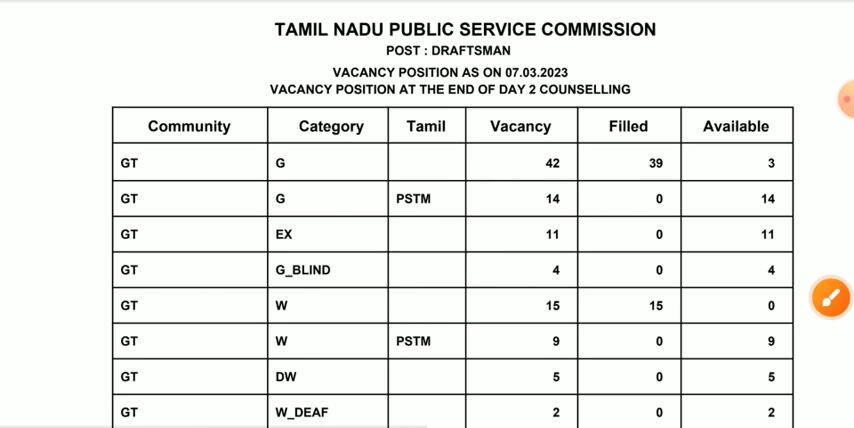 TAMIL NADU PUBLIC SERVICE COMMISSION
POST : DRAFTSMAN
VACANCY POSITION AS ON 07.03.2023
VACANCY POSITION AT THE END OF DAY 2 COUNSELLING
Community Category Tamil Vacancy Filled Available
GT G 42 39 3
GT G PSTM 14 0 14
GT EX 11 0 11
GT G_BLIND 4 0 4
GT W 15 15 0
GT W PSTM 9 0 9
GT DW 5 0 5
GT W_DEAF 2 0 2